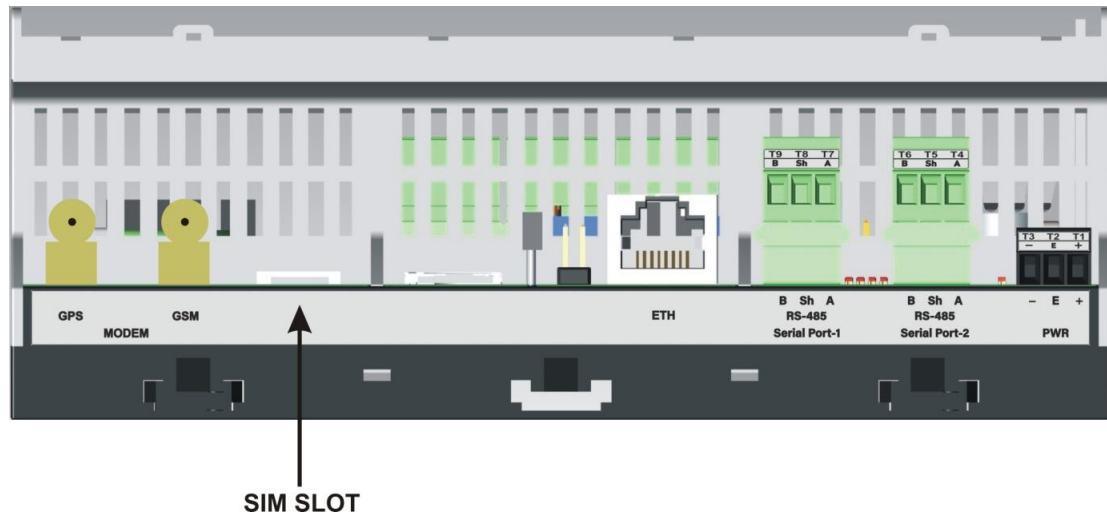 T9 T8 T7
B Sh A
T6 T5 T4
B Sh A
T3 T2 T1
− E +
GPS
GSM
MODEM
ETH
B Sh A
RS-485
Serial Port-1
B Sh A
RS-485
Serial Port-2
− E +
PWR
SIM SLOT